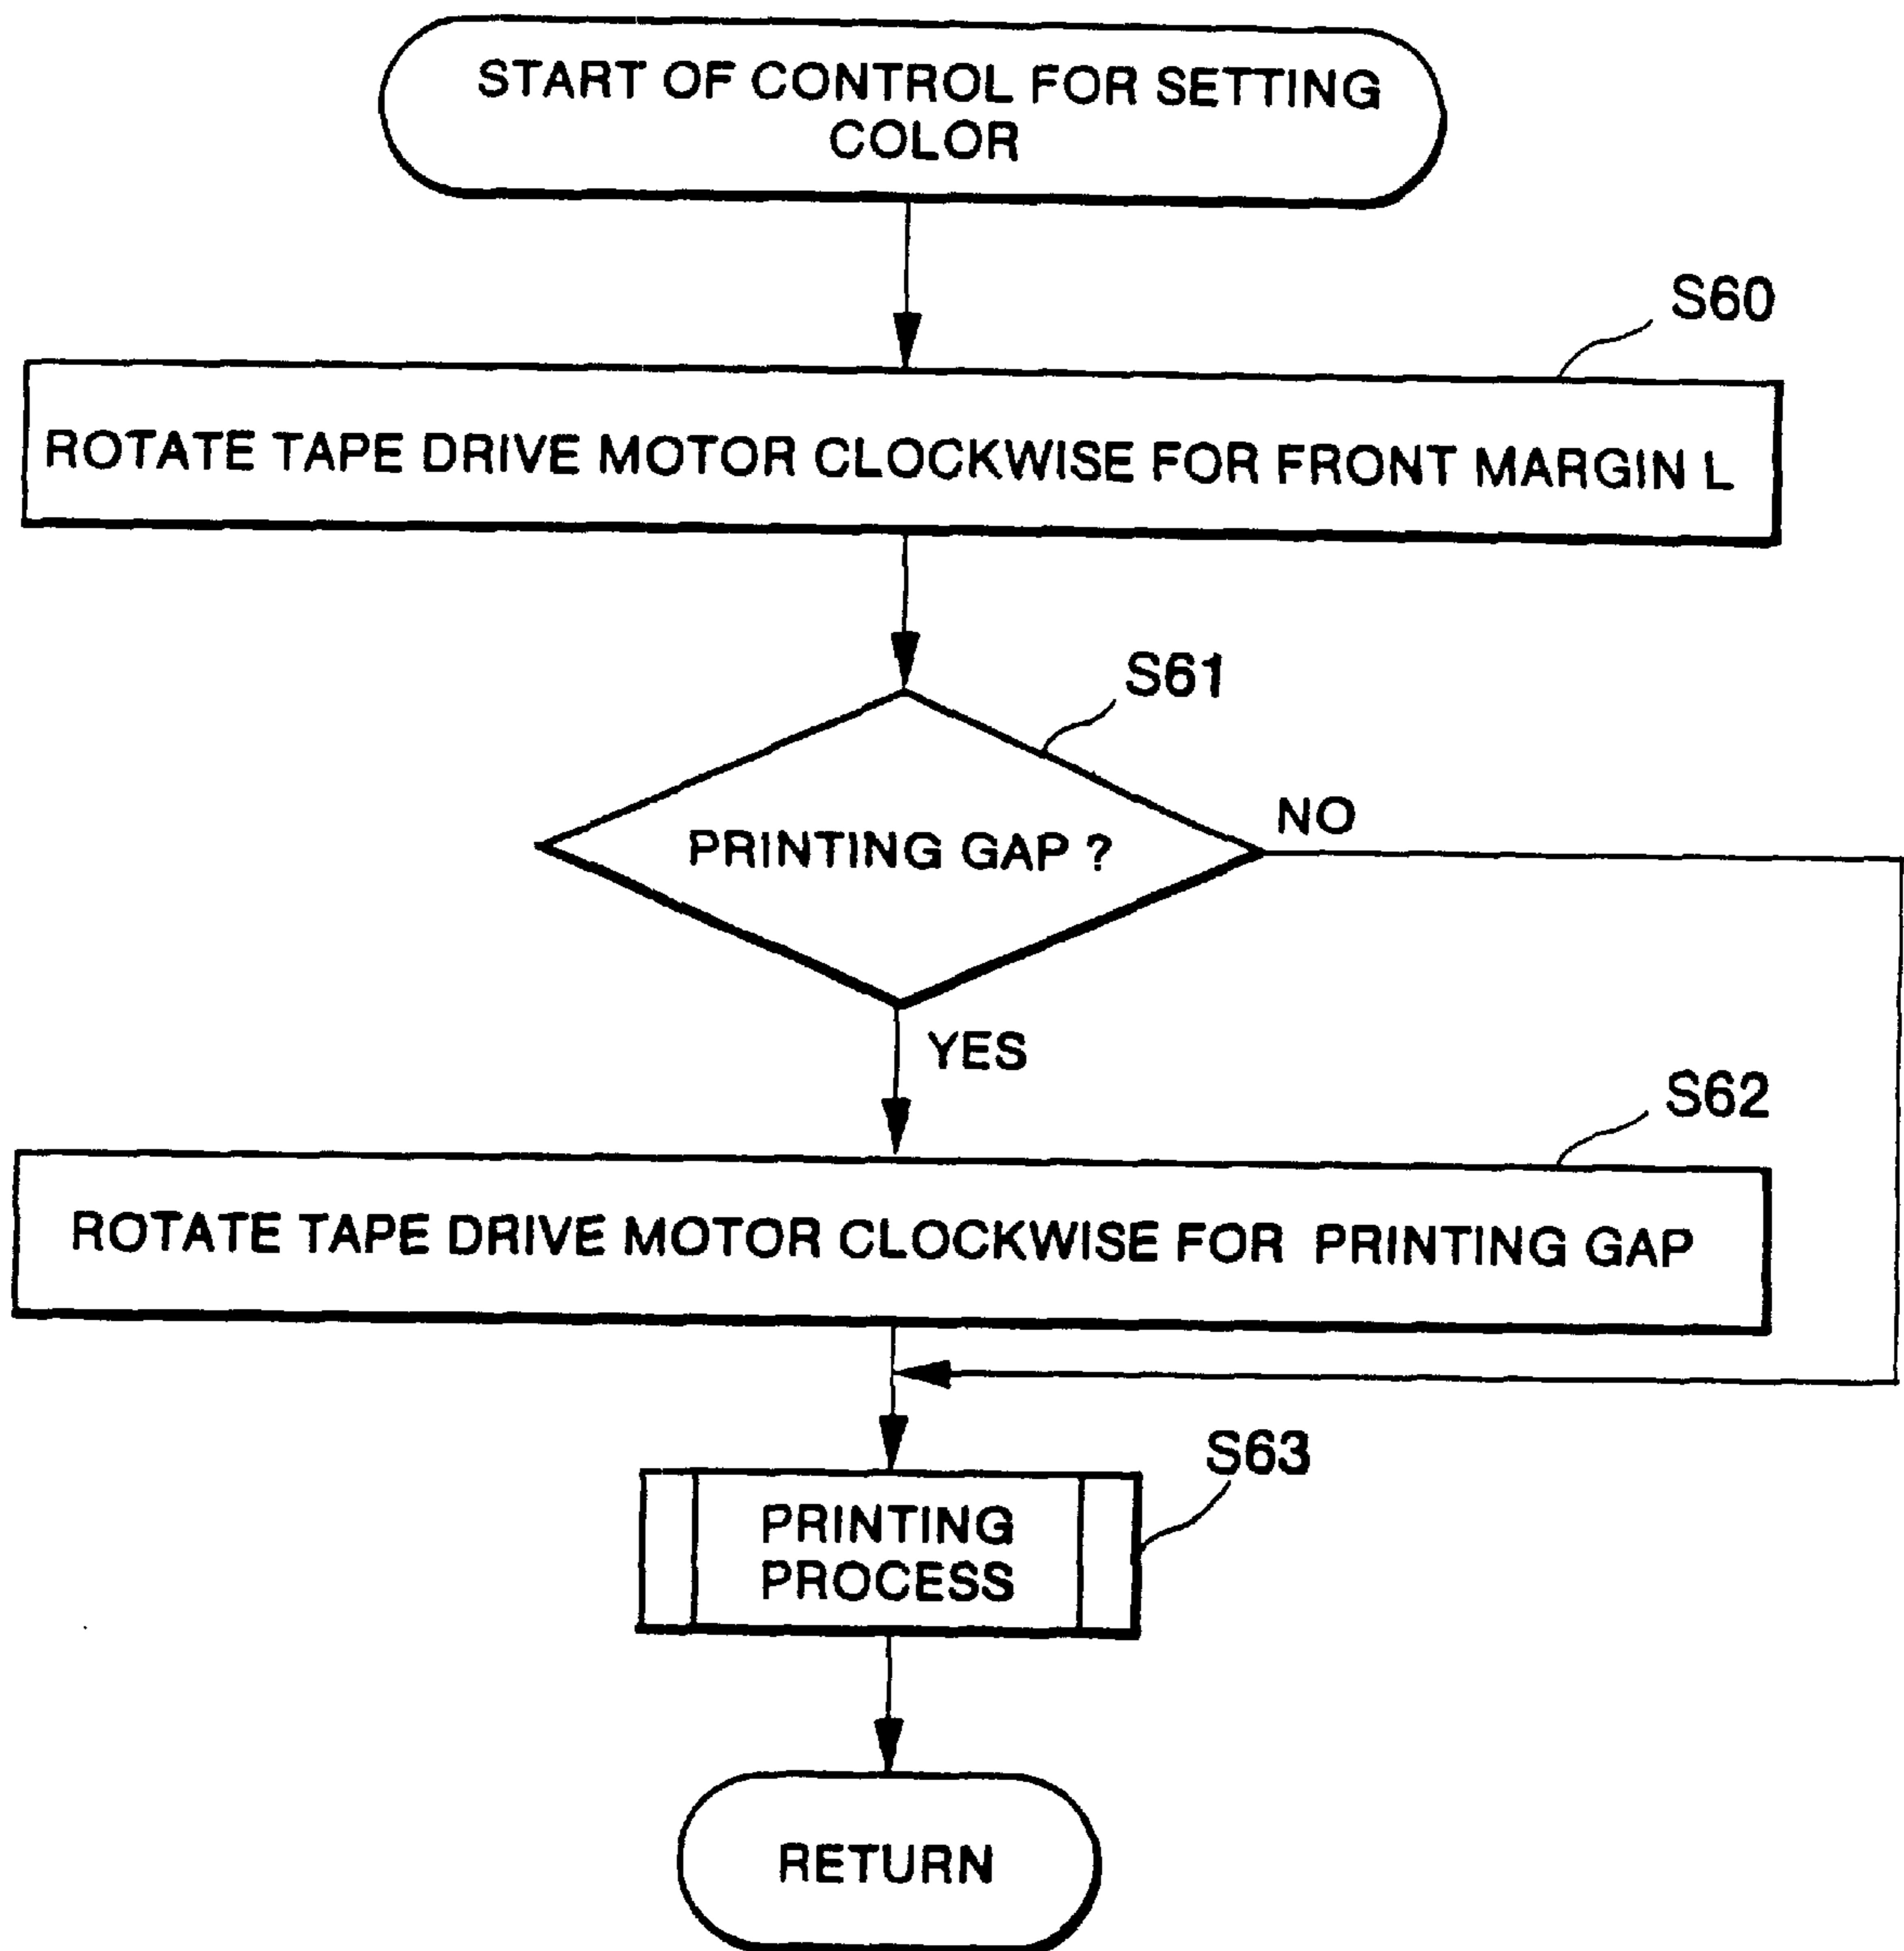 START OF CONTROL FOR SETTING
COLOR
S60
ROTATE TAPE DRIVE MOTOR CLOCKWISE FOR FRONT MARGIN L
S61
PRINTING GAP ?
NO
YES
S62
ROTATE TAPE DRIVE MOTOR CLOCKWISE FOR PRINTING GAP
S63
PRINTING
PROCESS
RETURN